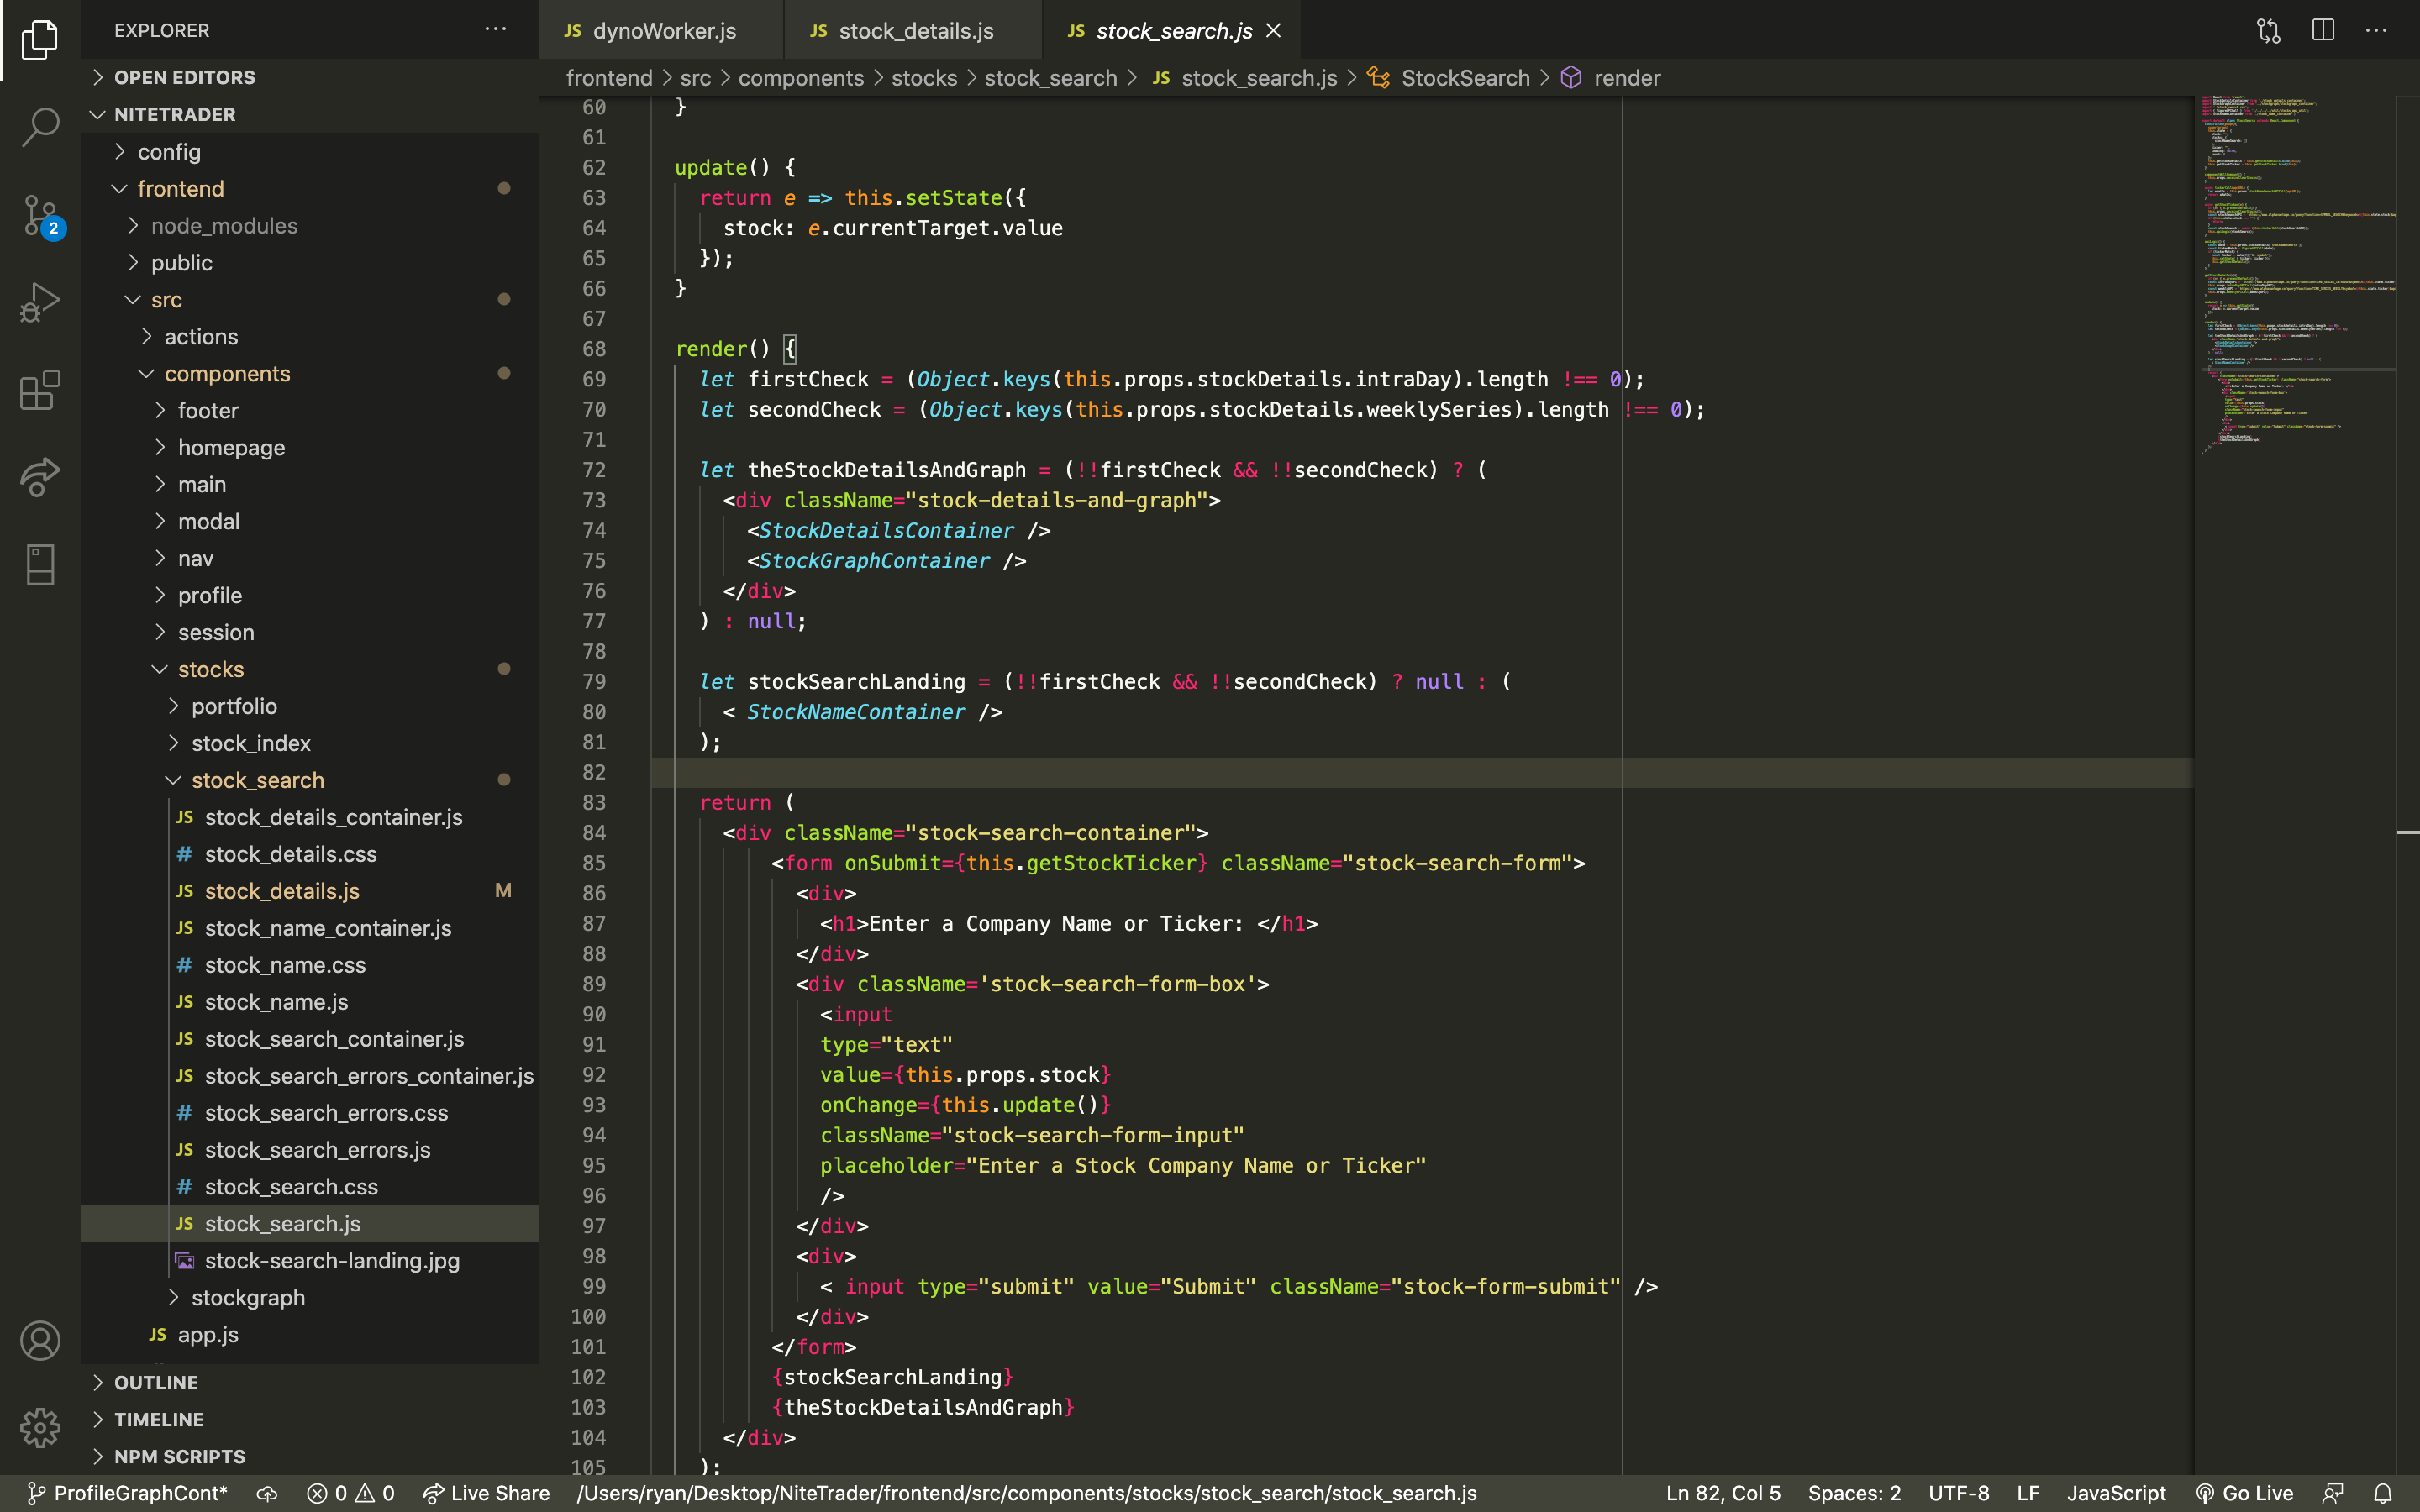 EXPLORER
OPEN EDITORS
NITETRADER
config
frontend
node_modules
public
src
actions
components
footer
homepage
main
modal
nav
profile
session
stocks
portfolio
stock_index
stock_search
JS stock_details_container.js
# stock_details.css
JS stock_details.js M
JS stock_name_container.js
# stock_name.css
JS stock_name.js
JS stock_search_container.js
JS stock_search_errors_container.js
# stock_search_errors.css
JS stock_search_errors.js
# stock_search.css
JS stock_search.js
stock-search-landing.jpg
stockgraph
JS app.js
OUTLINE
TIMELINE
NPM SCRIPTS
2
JS dynoWorker.js JS stock_details.js JS stock_search.js
frontend > src > components > stocks > stock_search > JS stock_search.js > StockSearch > render
60 }
61
62 update() {
63 return e => this.setState({
64 stock: e.currentTarget.value
65 });
66 }
67
68 render() {
69 let firstCheck = (Object.keys(this.props.stockDetails.intraDay).length !== 0);
70 let secondCheck = (Object.keys(this.props.stockDetails.weeklySeries).length !== 0);
71
72 let theStockDetailsAndGraph = (!!firstCheck && !!secondCheck) ? (
73 <div className="stock-details-and-graph">
74 <StockDetailsContainer />
75 <StockGraphContainer />
76 </div>
77 ) : null;
78
79 let stockSearchLanding = (!!firstCheck && !!secondCheck) ? null : (
80 < StockNameContainer />
81 );
82
83 return (
84 <div className="stock-search-container">
85 <form onSubmit={this.getStockTicker} className="stock-search-form">
86 <div>
87 <h1>Enter a Company Name or Ticker: </h1>
88 </div>
89 <div className='stock-search-form-box'>
90 <input
91 type="text"
92 value={this.props.stock}
93 onChange={this.update()}
94 className="stock-search-form-input"
95 placeholder="Enter a Stock Company Name or Ticker"
96 />
97 </div>
98 <div>
99 < input type="submit" value="Submit" className="stock-form-submit" />
100 </div>
101 </form>
102 {stockSearchLanding}
103 {theStockDetailsAndGraph}
104 </div>
105 );
ProfileGraphCont* 0 0 Live Share /Users/ryan/Desktop/NiteTrader/frontend/src/components/stocks/stock_search/stock_search.js Ln 82, Col 5 Spaces: 2 UTF-8 LF JavaScript Go Live